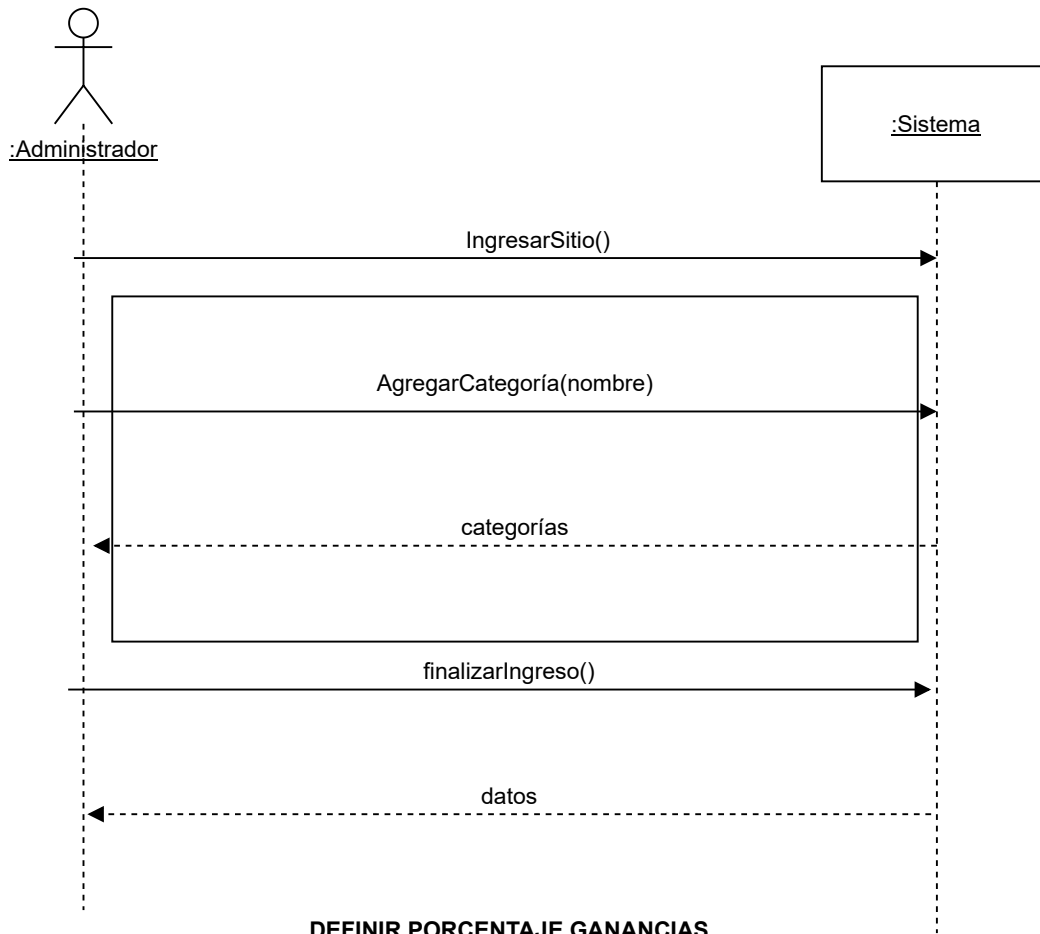 :Administrador
:Sistema
IngresarSitio()
AgregarCategoría(nombre)
categorías
finalizarIngreso()
datos
DEFINIR PORCENTAJE GANANCIAS